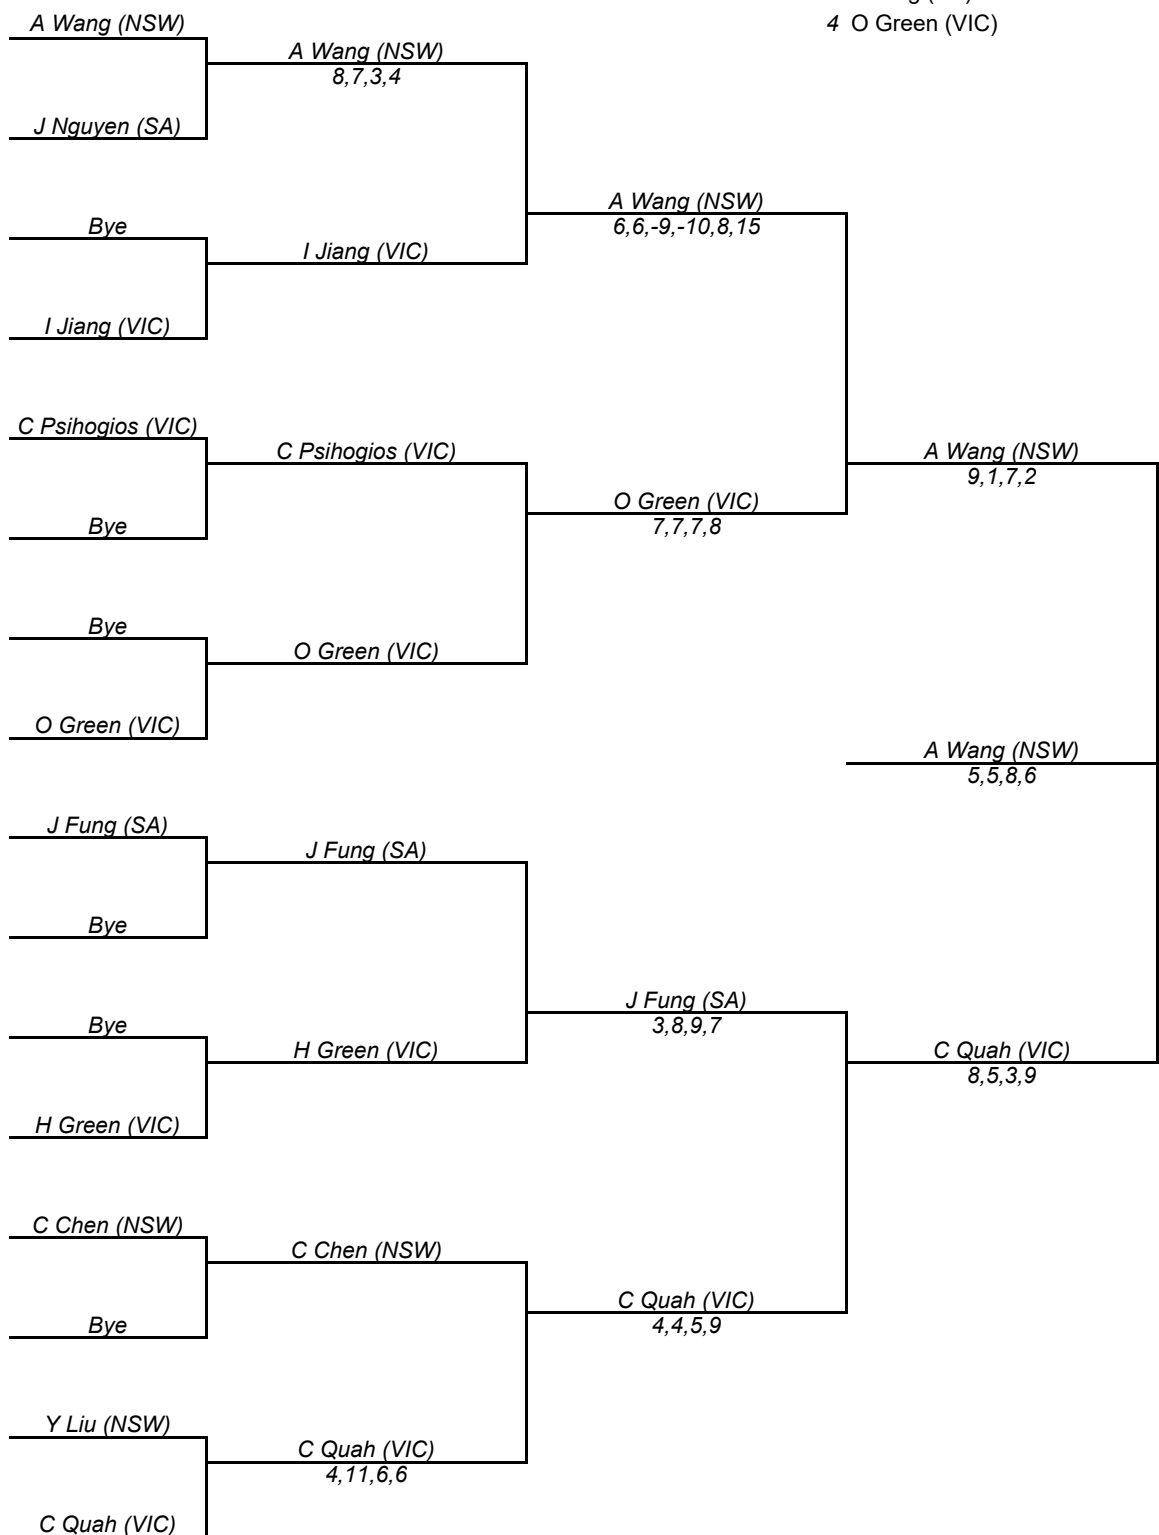 A Wang (NSW)
4 O Green (VIC)
A Wang (NSW)
8,7,3,4
J Nguyen (SA)
A Wang (NSW)
6,6,-9,-10,8,15
Bye
I Jiang (VIC)
I Jiang (VIC)
C Psihogios (VIC)
C Psihogios (VIC)
A Wang (NSW)
9,1,7,2
O Green (VIC)
7,7,7,8
Bye
Bye
O Green (VIC)
O Green (VIC)
A Wang (NSW)
5,5,8,6
J Fung (SA)
J Fung (SA)
Bye
J Fung (SA)
3,8,9,7
Bye
H Green (VIC)
C Quah (VIC)
8,5,3,9
H Green (VIC)
C Chen (NSW)
C Chen (NSW)
C Quah (VIC)
4,4,5,9
Bye
Y Liu (NSW)
C Quah (VIC)
4,11,6,6
C Quah (VIC)